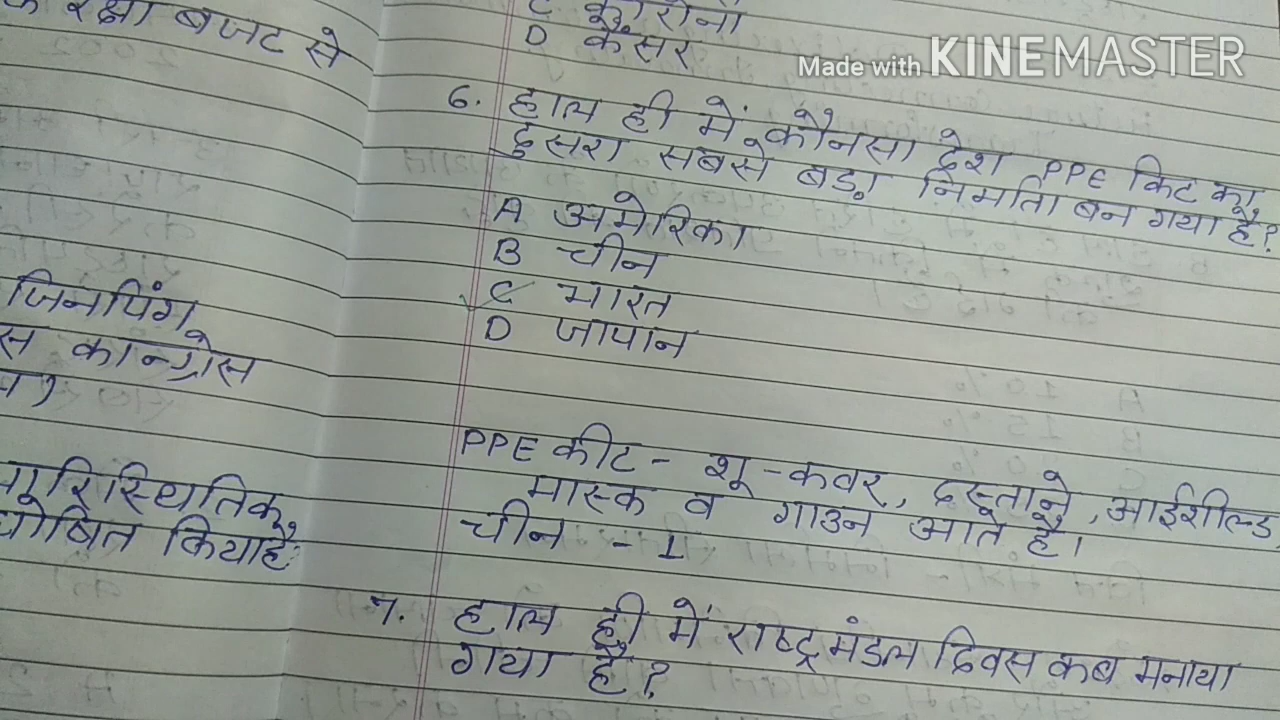 रक्षा बजट से
जिनपिंग
कान्ग्रेस
घोषित किया है
C कोरोना
D कैंसर
Made with KINEMASTER
6. हाल ही में कौनसा देश PPE किट का
दुसरा सबसे बड़ा निर्माता बन गया है?
A अमेरिका
B चीन
C भारत
D जापान
PPE कीट - शू-कवर, दस्ताने, आईशील्ड,
मास्क व गाउन आते है।
चीन - 1
7. हाल ही में राष्ट्रमंडल दिवस कब मनाया
गया है?